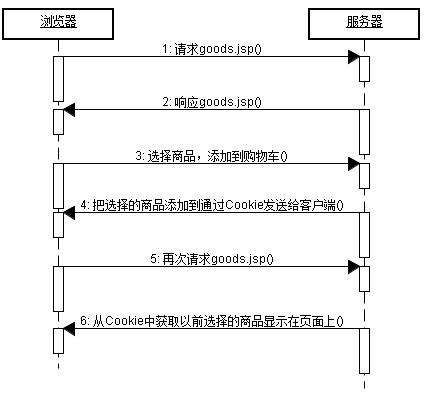 浏览器
服务器
1: 请求goods.jsp()
2: 响应goods.jsp()
3: 选择商品，添加到购物车()
4: 把选择的商品添加到通过Cookie发送给客户端()
5: 再次请求goods.jsp()
6: 从Cookie中获取以前选择的商品显示在页面上()